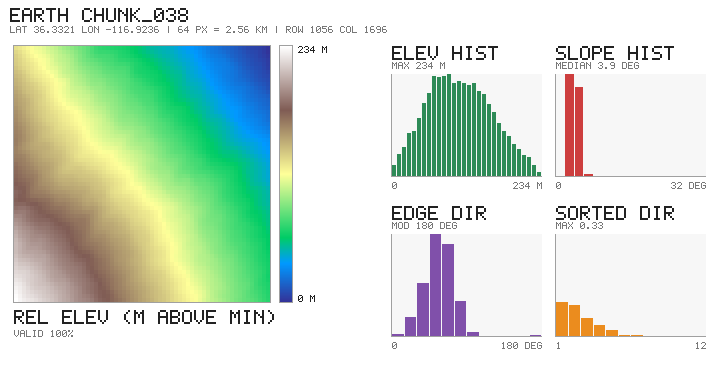 EARTH CHUNK_038
LAT 36.3321 LON -116.9236 | 64 PX = 2.56 KM | ROW 1056 COL 1696
234 M
0 M
REL ELEV (M ABOVE MIN)
VALID 100%
ELEV HIST
MAX 234 M
0 234 M
SLOPE HIST
MEDIAN 3.9 DEG
0 32 DEG
EDGE DIR
MOD 180 DEG
0 180 DEG
SORTED DIR
MAX 0.33
1 12